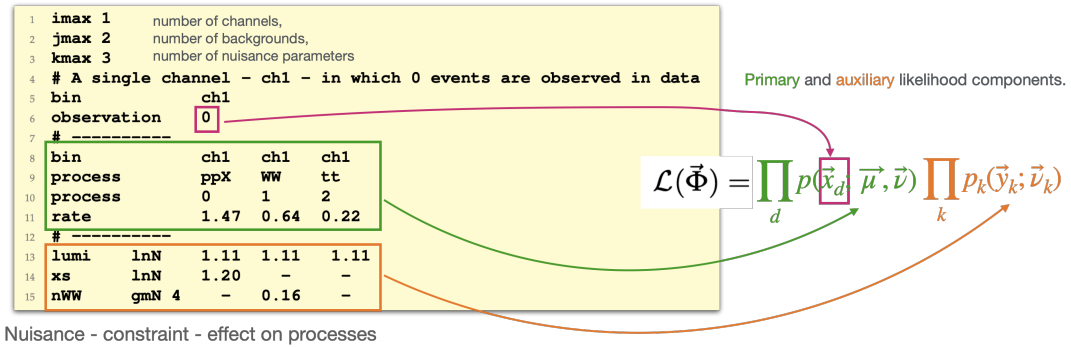 1 imax 1 number of channels,
2 jmax 2 number of backgrounds,
3 kmax 3 number of nuisance parameters
4 # A single channel – ch1 – in which 0 events are observed in data
5 bin ch1
6 observation 0
7 # ----------
8 bin ch1 ch1 ch1
9 process ppX WW tt
10 process 0 1 2
11 rate 1.47 0.64 0.22
12 # ----------
13 lumi lnN 1.11 1.11 1.11
14 xs lnN 1.20 – –
15 nWW gmN 4 – 0.16 –
Nuisance - constraint - effect on processes
Primary and auxiliary likelihood components.
ℒ(Φ⃗) = ∏_d p(x⃗_d; μ⃗, ν⃗) ∏_k p_k(y⃗_k; ν⃗_k)